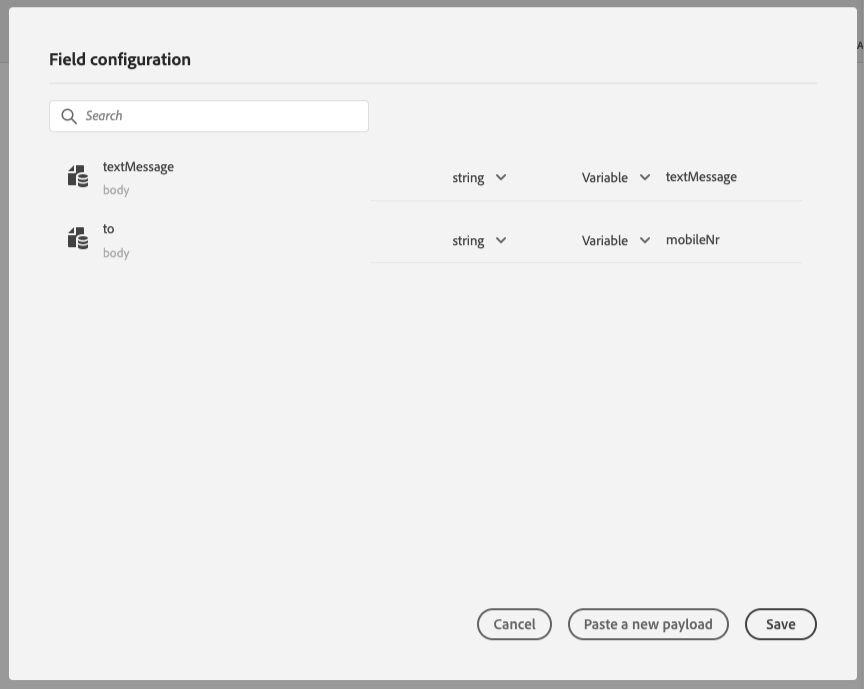 Field configuration
Search
textMessage
body
string
Variable
textMessage
to
body
string
Variable
mobileNr
Cancel
Paste a new payload
Save
A